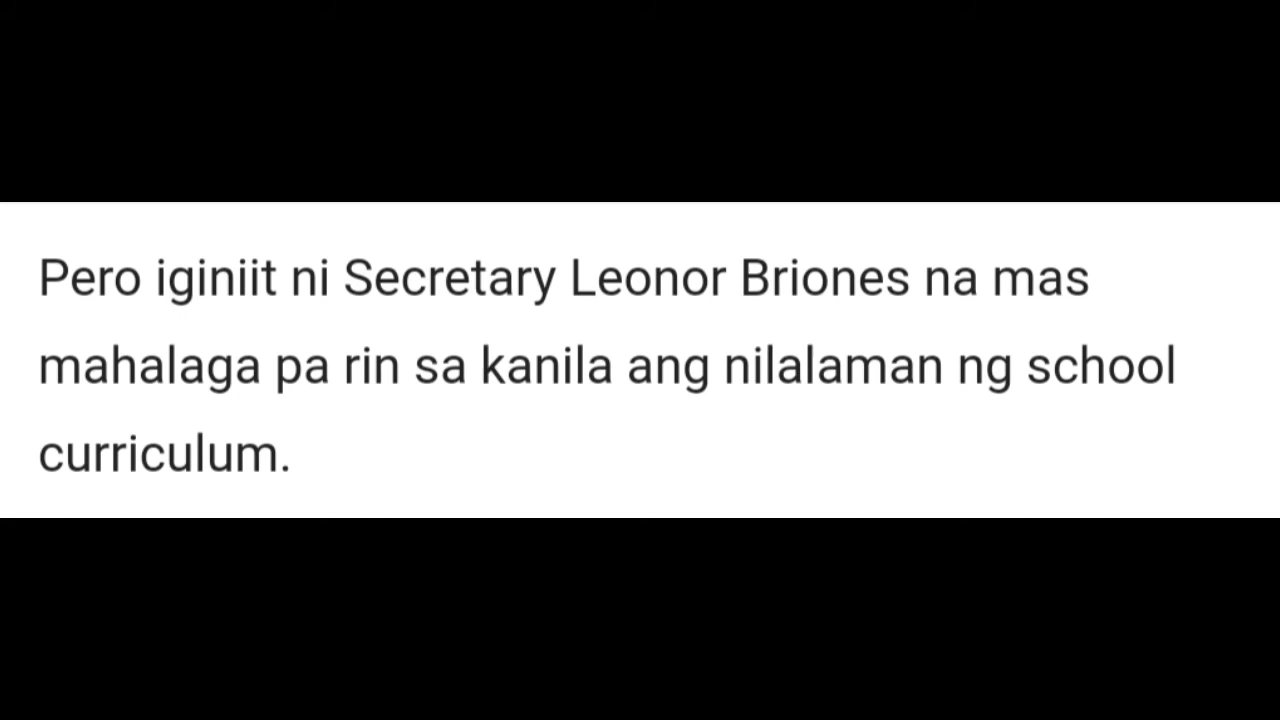 Pero iginiit ni Secretary Leonor Briones na mas
mahalaga pa rin sa kanila ang nilalaman ng school
curriculum.